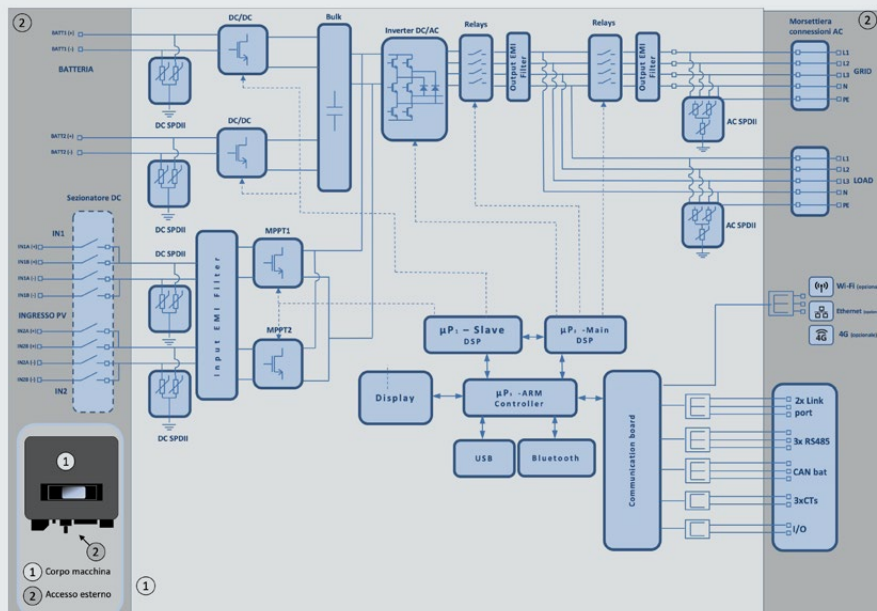 2
BATT1 (+)
BATT1 (-)
BATTERIA
DC SPDII
DC/DC
Bulk
Inverter DC/AC
Relays
Output EMI
Filter
Relays
Output EMI
Filter
Morsettiera
connessioni AC
2
L1
L2
L3
N
PE
GRID
AC SPDII
BATT2 (+)
BATT2 (-)
DC SPDII
DC/DC
L1
L2
L3
N
PE
LOAD
AC SPDII
Sezionatore DC
IN1
IN1A (+)
IN1B (+)
IN1A (-)
IN1B (-)
INGRESSO PV
IN2A (+)
IN2B (+)
IN2A (-)
IN2B (-)
IN2
DC SPDII
DC SPDII
Input EMI Filter
MPPT1
MPPT2
µP₁ – Slave
DSP
-Main
DSP
Display
-ARM
Controller
USB
Bluetooth
Communication board
Wi-Fi
Ethernet
4G
4G (opzionale)
2x Link
port
3x RS485
CAN bat
3xCTs
I/O
1
2
1 Corpo macchina
2 Accesso esterno
1